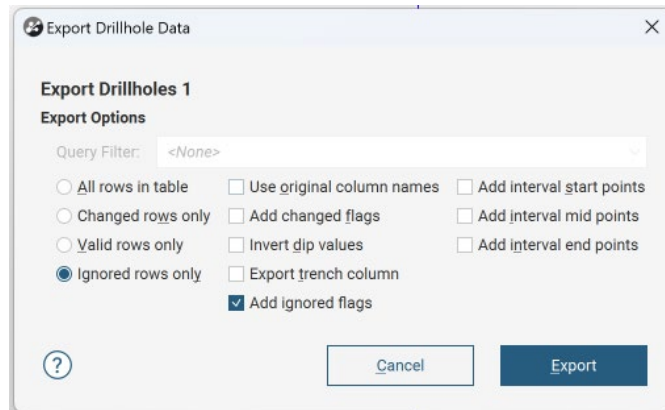 Export Drillhole Data
Export Drillholes 1
Export Options
Query Filter: <None>
All rows in table Use original column names Add interval start points
Changed rows only Add changed flags Add interval mid points
Valid rows only Invert dip values Add interval end points
Ignored rows only Export trench column
Add ignored flags
? Cancel Export